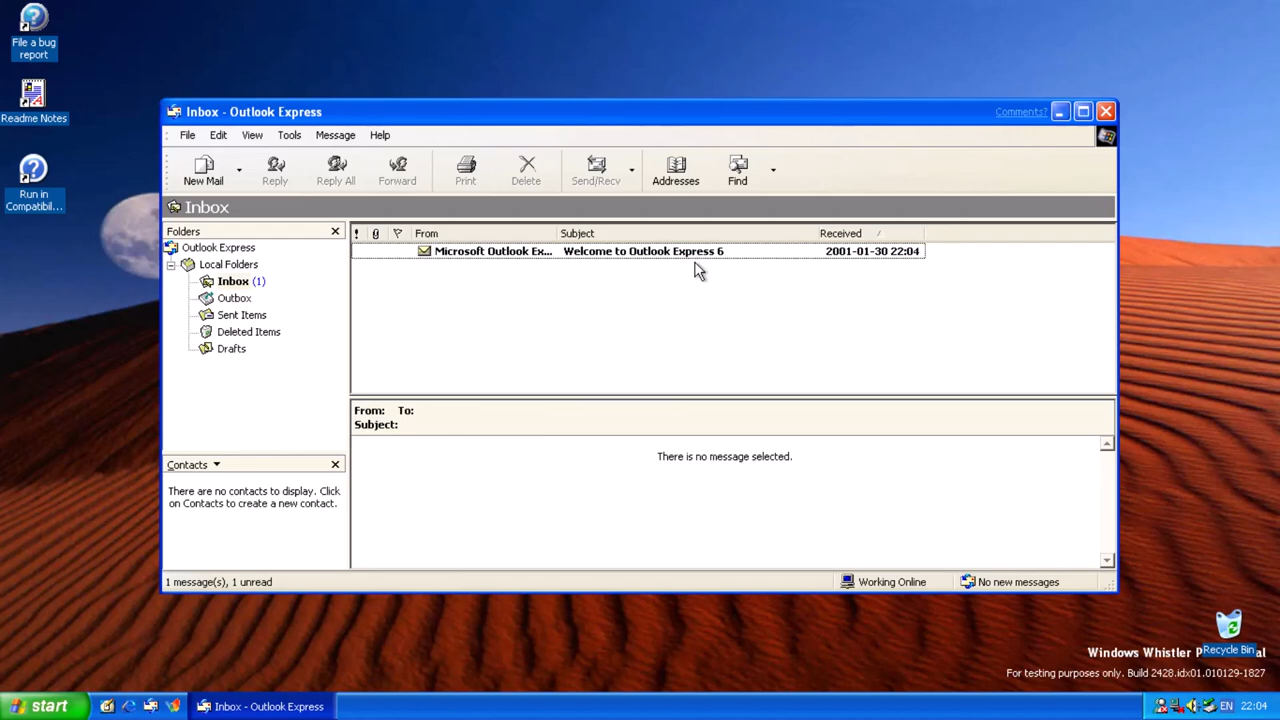 File a bug
report
Readme Notes
Run in
Compatibil...
Inbox - Outlook Express
Comments?
File Edit View Tools Message Help
New Mail Reply Reply All Forward Print Delete Send/Recv Addresses Find
Inbox
Folders
Outlook Express
Local Folders
Inbox (1)
Outbox
Sent Items
Deleted Items
Drafts
! From Subject Received
Microsoft Outlook Ex... Welcome to Outlook Express 6 2001-01-30 22:04
From: To:
Subject:
There is no message selected.
Contacts
There are no contacts to display. Click
on Contacts to create a new contact.
1 message(s), 1 unread Working Online No new messages
Recycle Bin
Windows Whistler P al
For testing purposes only. Build 2428.idx01.010129-1827
start Inbox - Outlook Express EN 22:04